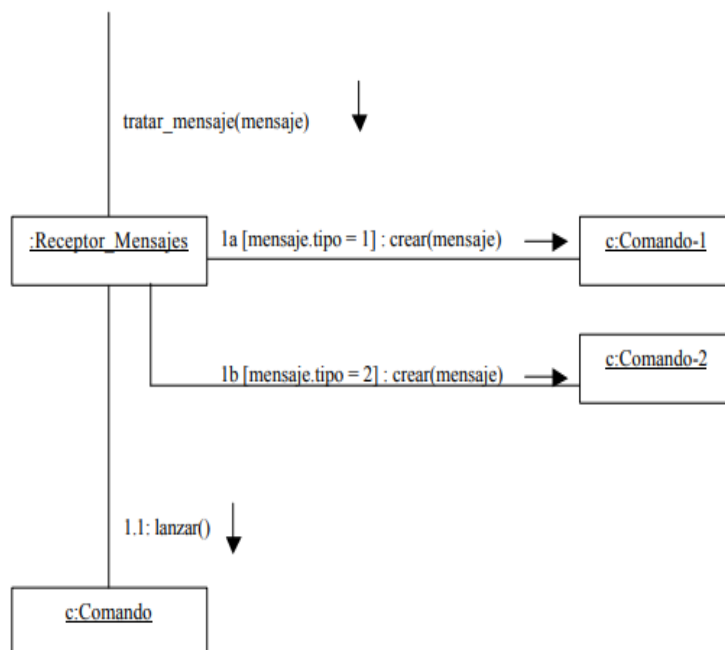 tratar_mensaje(mensaje)
:Receptor_Mensajes
1a [mensaje.tipo = 1] : crear(mensaje)
c:Comando-1
1b [mensaje.tipo = 2] : crear(mensaje)
c:Comando-2
1.1: lanzar()
c:Comando